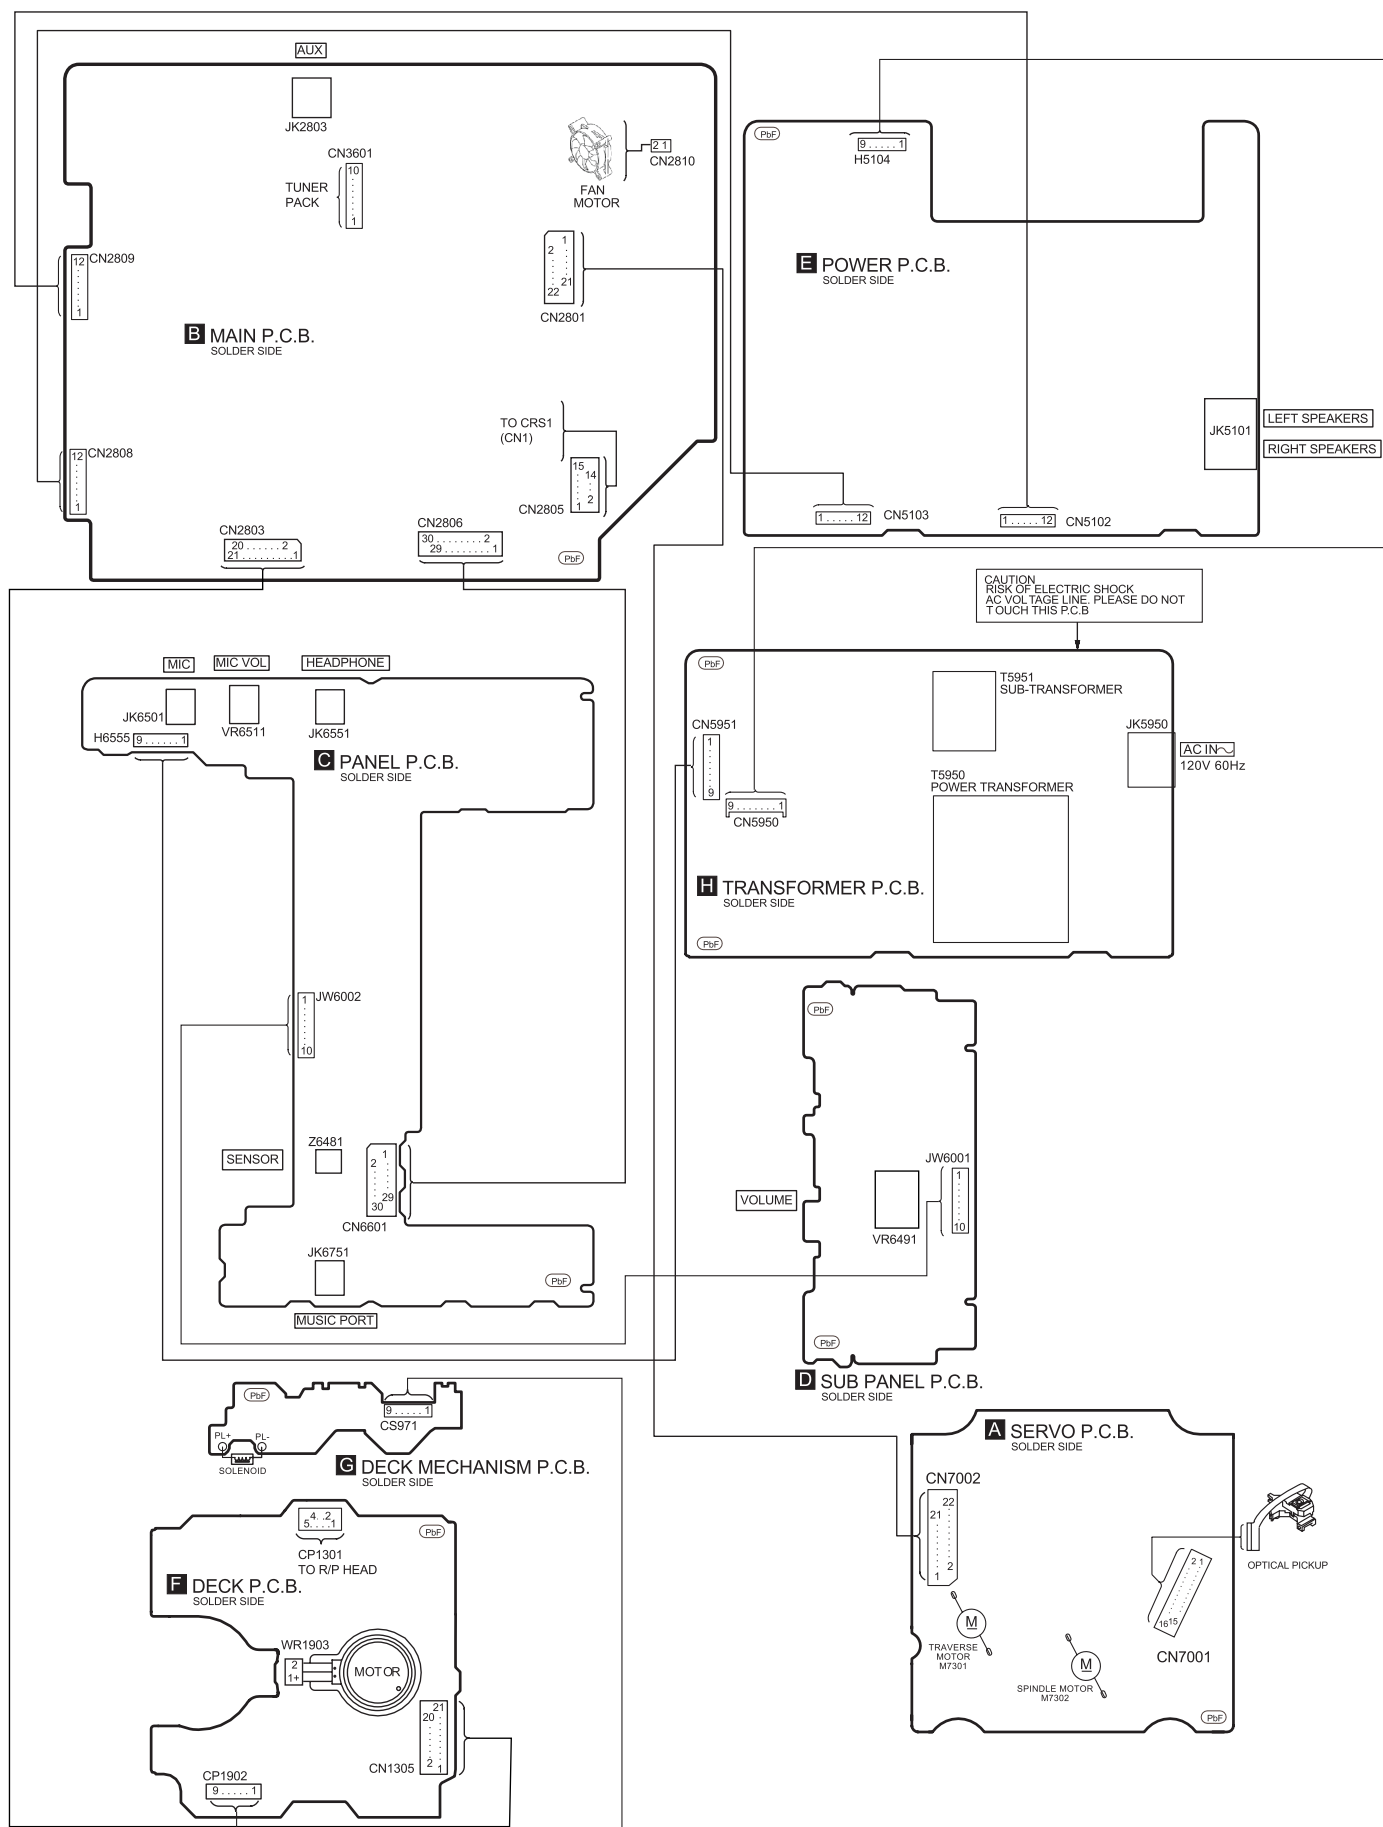 AUX
JK2803
CN3601
10
1
TUNER
PACK
FAN
MOTOR
2 1
CN2810
CN2809
12
1
1
2
21
22
CN2801
B MAIN P.C.B.
SOLDER SIDE
TO CRS1
(CN1)
15
14
2
1
CN2805
CN2808
12
1
CN2803
20......2
21.........1
CN2806
30........2
29........1
PbF
PbF
9.....1
H5104
E POWER P.C.B.
SOLDER SIDE
JK5101
LEFT SPEAKERS
RIGHT SPEAKERS
1.....12
CN5103
1.....12
CN5102
CAUTION
RISK OF ELECTRIC SHOCK
AC VOLTAGE LINE. PLEASE DO NOT
TOUCH THIS P.C.B
MIC
MIC VOL
HEADPHONE
JK6501
VR6511
JK6551
H6555
9......1
C PANEL P.C.B.
SOLDER SIDE
JW6002
1
10
SENSOR
Z6481
1
2
29
30
CN6601
JK6751
PbF
MUSIC PORT
PbF
T5951
SUB-TRANSFORMER
CN5951
1
9
9.......1
CN5950
JK5950
AC IN~
120V 60Hz
T5950
POWER TRANSFORMER
H TRANSFORMER P.C.B.
SOLDER SIDE
PbF
PbF
VOLUME
VR6491
JW6001
1
10
PbF
D SUB PANEL P.C.B.
SOLDER SIDE
PbF
PL+
PL-
SOLENOID
9.....1
CS971
G DECK MECHANISM P.C.B.
SOLDER SIDE
4..2
5....1
CP1301
TO R/P HEAD
PbF
F DECK P.C.B.
SOLDER SIDE
WR1903
2
1+
MOTOR
21
20
2
1
CN1305
CP1902
9.....1
A SERVO P.C.B.
SOLDER SIDE
CN7002
22
21
2
1
OPTICAL PICKUP
2 1
16 15
CN7001
M
TRAVERSE
MOTOR
M7301
M
SPINDLE MOTOR
M7302
PbF